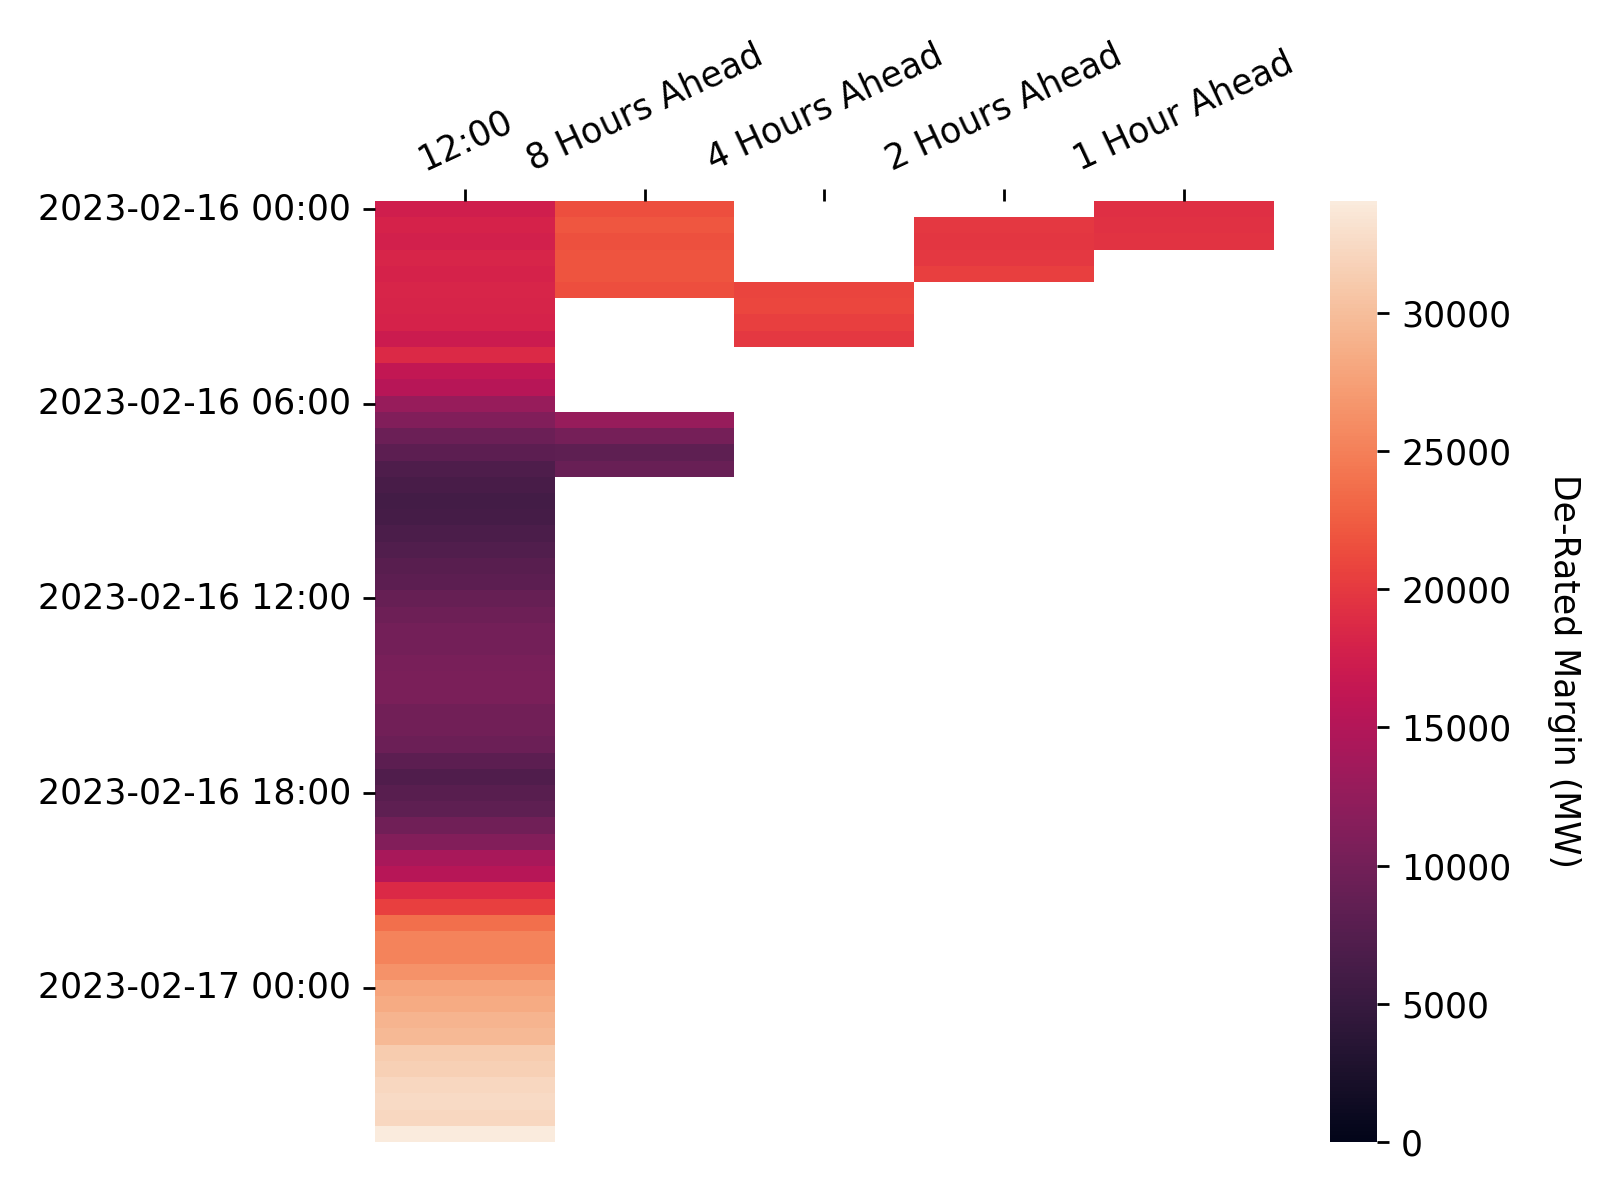 12:00
8 Hours Ahead
4 Hours Ahead
2 Hours Ahead
1 Hour Ahead
2023-02-16 00:00
2023-02-16 06:00
2023-02-16 12:00
2023-02-16 18:00
2023-02-17 00:00
30000
25000
20000
15000
10000
5000
0
De-Rated Margin (MW)